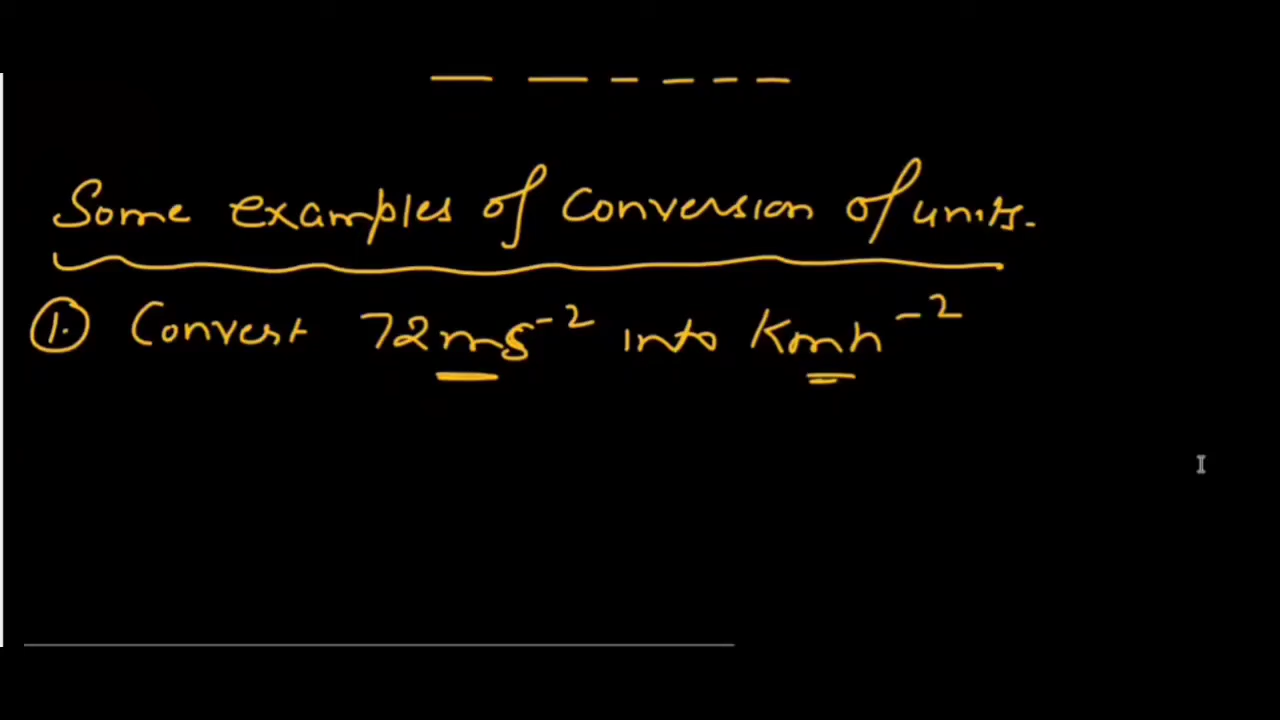 Some examples of conversion of units.
1. Convert 72ms⁻² into Kmh⁻²